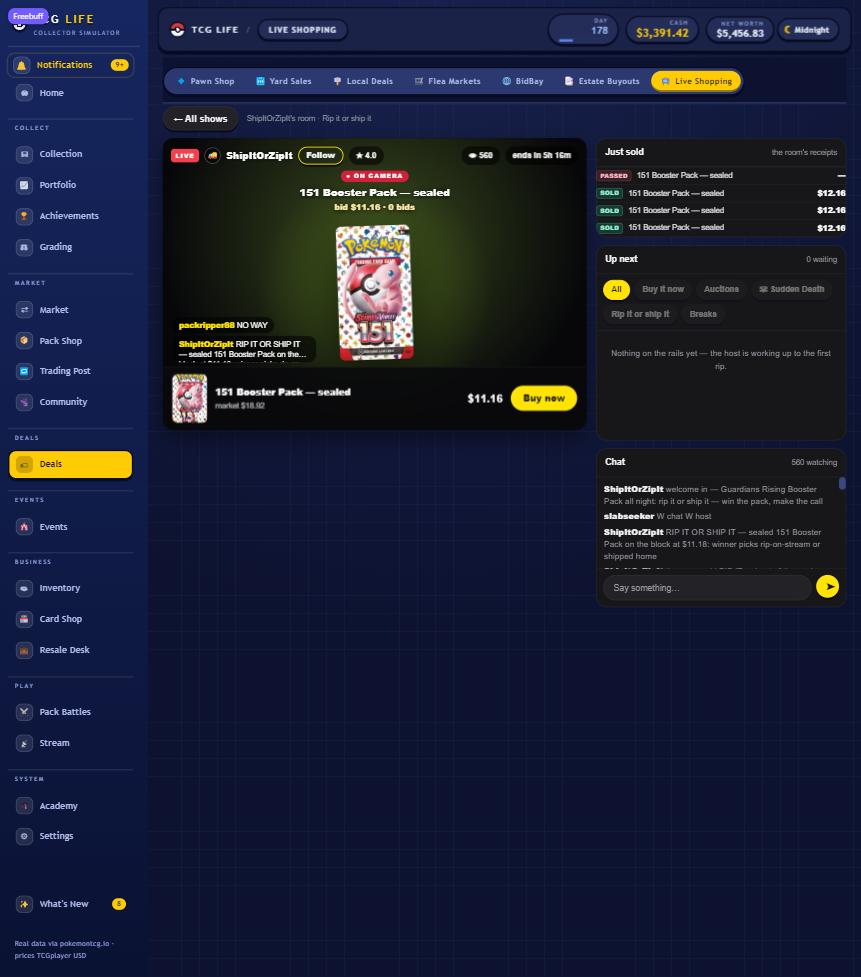 Freebuff
TCG LIFE
COLLECTOR SIMULATOR
Notifications 9+
Home
COLLECT
Collection
Portfolio
Achievements
Grading
MARKET
Market
Pack Shop
Trading Post
Community
DEALS
Deals
EVENTS
Events
BUSINESS
Inventory
Card Shop
Resale Desk
PLAY
Pack Battles
Stream
SYSTEM
Academy
Settings
What's New 8
Real data via pokemontcg.io ·
prices TCGplayer USD
TCG LIFE / LIVE SHOPPING
DAY
178
CASH
$3,391.42
NET WORTH
$5,456.83
Midnight
Pawn Shop
Yard Sales
Local Deals
Flea Markets
BidBay
Estate Buyouts
Live Shopping
← All shows
ShipItOrZipIt's room · Rip it or ship it
LIVE
ShipItOrZipIt
Follow
★ 4.0
560
ends in 5h 16m
● ON CAMERA
151 Booster Pack — sealed
bid $11.16 · 0 bids
Pokémon
151
packripper88 NO WAY
ShipItOrZipIt RIP IT OR SHIP IT
— sealed 151 Booster Pack on the...
151 Booster Pack — sealed
market $18.92
$11.16
Buy now
Just sold
the room's receipts
PASSED 151 Booster Pack — sealed —
SOLD 151 Booster Pack — sealed $12.16
SOLD 151 Booster Pack — sealed $12.16
SOLD 151 Booster Pack — sealed $12.16
Up next
0 waiting
All
Buy it now
Auctions
Sudden Death
Rip it or ship it
Breaks
Nothing on the rails yet — the host is working up to the first
rip.
Chat
560 watching
ShipItOrZipIt welcome in — Guardians Rising Booster
Pack all night: rip it or ship it — win the pack, make the call
slabseeker W chat W host
ShipItOrZipIt RIP IT OR SHIP IT — sealed 151 Booster
Pack on the block at $11.18: winner picks rip-on-stream or
shipped home
Say something...